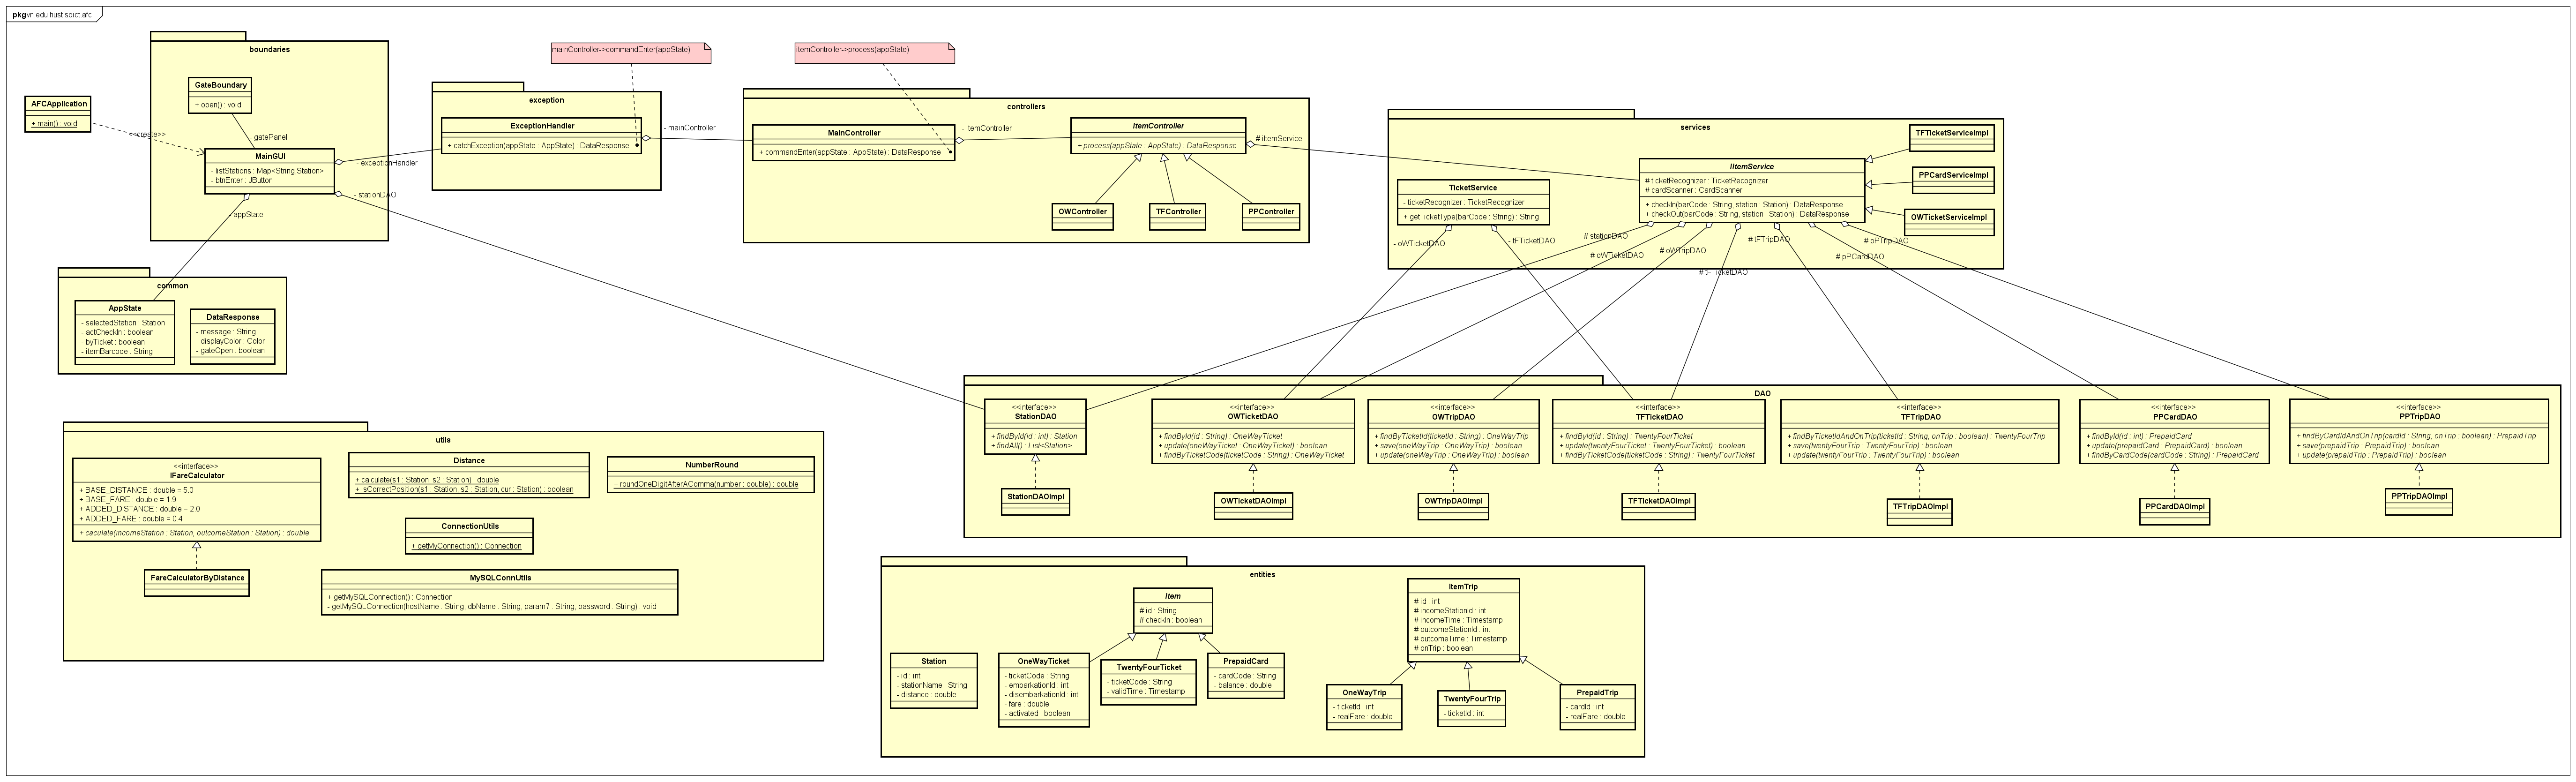 pkg vn.edu.hust.soict.afc
boundaries
GateBoundary
+ open() : void
- gatePanel
MainGUI
- listStations : Map<String,Station>
- btnEnter : JButton
AFCApplication
+ main() : void
<<create>>
- exceptionHandler
- stationDAO
appState
mainController->commandEnter(appState)
exception
ExceptionHandler
+ catchException(appState : AppState) : DataResponse
- mainController
itemController->process(appState)
controllers
MainController
+ commandEnter(appState : AppState) : DataResponse
- itemController
ItemController
+ process(appState : AppState) : DataResponse
OWController
TFController
PPController
# iItemService
services
TicketService
- ticketRecognizer : TicketRecognizer
+ getTicketType(barCode : String) : String
IItemService
# ticketRecognizer : TicketRecognizer
# cardScanner : CardScanner
+ checkIn(barCode : String, station : Station) : DataResponse
+ checkOut(barCode : String, station : Station) : DataResponse
TFTicketServiceImpl
PPCardServiceImpl
OWTicketServiceImpl
- oWTicketDAO
- tFTicketDAO
# stationDAO
# oWTicketDAO
# oWTripDAO
# tFTicketDAO
# tFTripDAO
# pPCardDAO
# pPTripDAO
common
AppState
- selectedStation : Station
- actCheckIn : boolean
- byTicket : boolean
- itemBarcode : String
DataResponse
- message : String
- displayColor : Color
- gateOpen : boolean
DAO
<<interface>>
StationDAO
+ findById(id : int) : Station
+ findAll() : List<Station>
StationDAOImpl
<<interface>>
OWTicketDAO
+ findById(id : String) : OneWayTicket
+ update(oneWayTicket : OneWayTicket) : boolean
+ findByTicketCode(ticketCode : String) : OneWayTicket
OWTicketDAOImpl
<<interface>>
OWTripDAO
+ findByTicketId(ticketId : String) : OneWayTrip
+ save(oneWayTrip : OneWayTrip) : boolean
+ update(oneWayTrip : OneWayTrip) : boolean
OWTripDAOImpl
<<interface>>
TFTicketDAO
+ findById(id : String) : TwentyFourTicket
+ update(twentyFourTicket : TwentyFourTicket) : boolean
+ findByTicketCode(ticketCode : String) : TwentyFourTicket
TFTicketDAOImpl
<<interface>>
TFTripDAO
+ findByTicketIdAndOnTrip(ticketId : String, onTrip : boolean) : TwentyFourTrip
+ save(twentyFourTrip : TwentyFourTrip) : boolean
+ update(twentyFourTrip : TwentyFourTrip) : boolean
TFTripDAOImpl
<<interface>>
PPCardDAO
+ findById(id : int) : PrepaidCard
+ update(prepaidCard : PrepaidCard) : boolean
+ findByCardCode(cardCode : String) : PrepaidCard
PPCardDAOImpl
<<interface>>
PPTripDAO
+ findByCardIdAndOnTrip(cardId : String, onTrip : boolean) : PrepaidTrip
+ save(prepaidTrip : PrepaidTrip) : boolean
+ update(prepaidTrip : PrepaidTrip) : boolean
PPTripDAOImpl
utils
<<interface>>
IFareCalculator
+ BASE_DISTANCE : double = 5.0
+ BASE_FARE : double = 1.9
+ ADDED_DISTANCE : double = 2.0
+ ADDED_FARE : double = 0.4
+ caculate(incomeStation : Station, outcomeStation : Station) : double
FareCalculatorByDistance
Distance
+ calculate(s1 : Station, s2 : Station) : double
+ isCorrectPosition(s1 : Station, s2 : Station, cur : Station) : boolean
NumberRound
+ roundOneDigitAfterAComma(number : double) : double
ConnectionUtils
+ getMyConnection() : Connection
MySQLConnUtils
+ getMySQLConnection() : Connection
- getMySQLConnection(hostName : String, dbName : String, param7 : String, password : String) : void
entities
Item
# id : String
# checkIn : boolean
Station
- id : int
- stationName : String
- distance : double
OneWayTicket
- ticketCode : String
- embarkationId : int
- disembarkationId : int
- fare : double
- activated : boolean
TwentyFourTicket
- ticketCode : String
- validTime : Timestamp
PrepaidCard
- cardCode : String
- balance : double
ItemTrip
# id : int
# incomeStationId : int
# incomeTime : Timestamp
# outcomeStationId : int
# outcomeTime : Timestamp
# onTrip : boolean
OneWayTrip
- ticketId : int
- realFare : double
TwentyFourTrip
- ticketId : int
PrepaidTrip
- cardId : int
- realFare : double